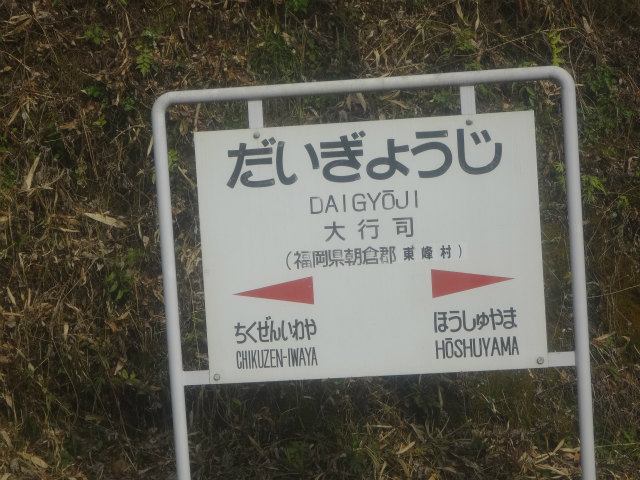 だいぎょうじ
DAIGYŌJI
大行司
(福岡県朝倉郡東峰村)
ちくぜんいわや ほうしゅやま
CHIKUZEN-IWAYA HŌSHUYAMA